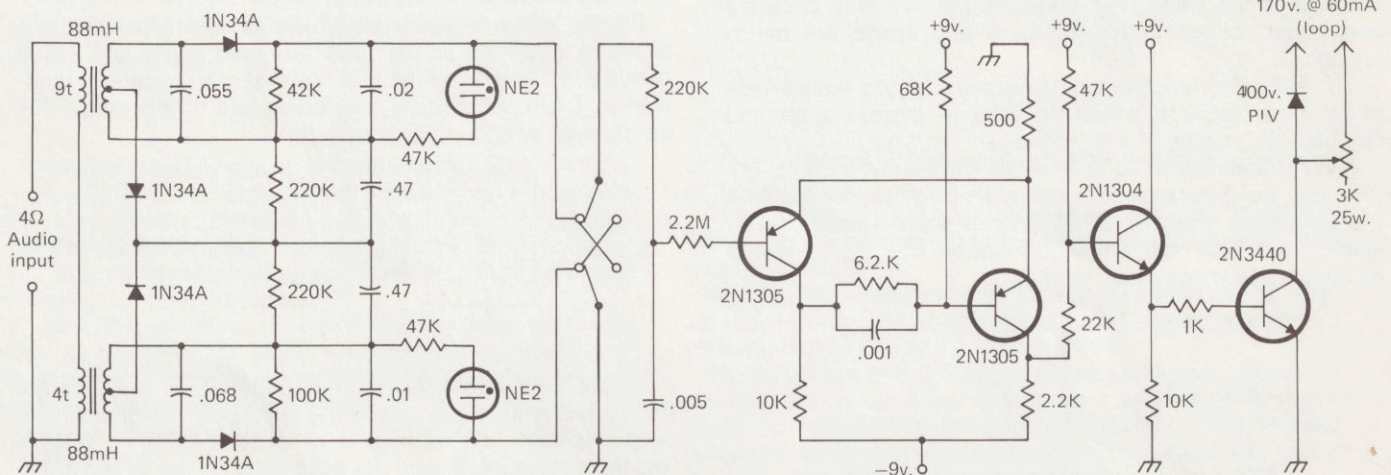 88mH
1N34A
9t
.055
42K
.02
NE2
47K
1N34A
220K
.47
4Ω
Audio
input
1N34A
220K
.47
47K
4t
.068
100K
.01
NE2
88mH
1N34A
220K
2.2M
.005
2N1305
10K
+9v.
68K
6.2.K
.001
500
2N1305
2.2K
−9v.
+9v.
47K
22K
+9v.
2N1304
1K
10K
2N3440
170v. @ 60mA
(loop)
400v.
PIV
3K
25w.